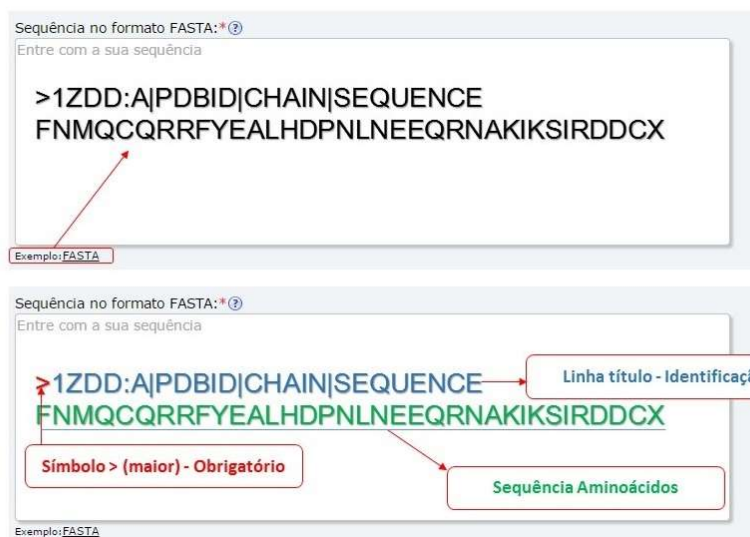 Sequência no formato FASTA:*?
Entre com a sua sequência
>1ZDD:A|PDBID|CHAIN|SEQUENCE
FNMQCQRRFYEALHDPNLNEEQRNAKIKSIRDDCX
Exemplo:FASTA
Sequência no formato FASTA:*?
Entre com a sua sequência
>1ZDD:A|PDBID|CHAIN|SEQUENCE
Linha título - Identificaçã
FNMQCQRRFYEALHDPNLNEEQRNAKIKSIRDDCX
Símbolo > (maior) - Obrigatório
Sequência Aminoácidos
Exemplo:FASTA